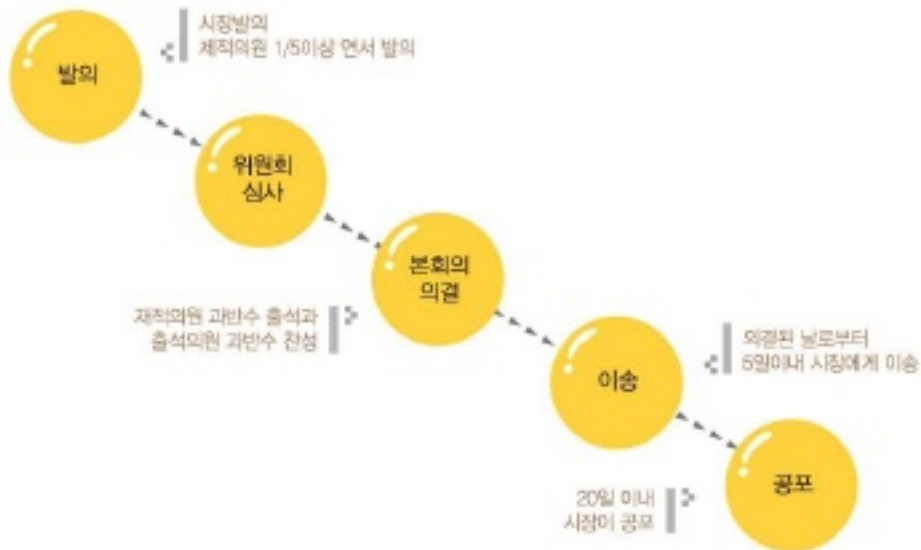 시장발의
재적의원 1/5이상 연서 발의
발의
위원회
심사
본회의
의결
재적의원 과반수 출석과
출석의원 과반수 찬성
이송
의결된 날로부터
5일이내 시장에게 이송
공포
20일 이내
시장이 공포